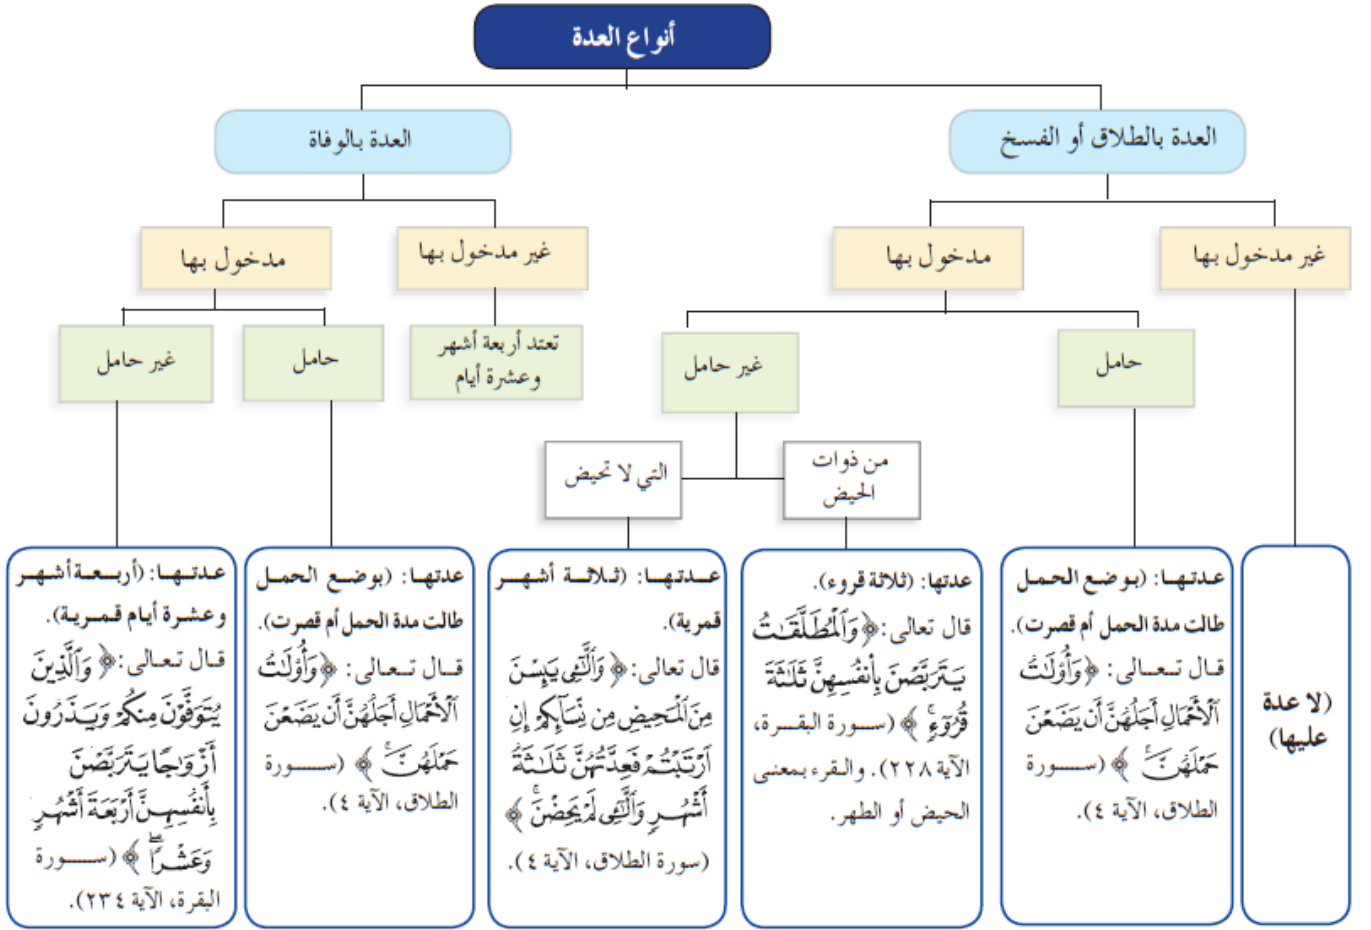 أنواع العدة
العدة بالطلاق أو الفسخ
العدة بالوفاة
غير مدخول بها
مدخول بها
غير مدخول بها
مدخول بها
حامل
غير حامل
تعتد أربعة أشهر
وعشرة أيام
حامل
غير حامل
من ذوات
الحيض
التي لا تحيض
(لا عدة
عليها)
عدتها: (بوضع الحمل
طالت مدة الحمل أم قصرت).
قال تعالى: ﴿وَأُوْلَٰتُ
ٱلۡأَحۡمَالِ أَجَلُهُنَّ أَن يَضَعۡنَ
حَمۡلَهُنَّۚ﴾ (سورة
الطلاق، الآية ٤).
عدتها: (ثلاثة قروء).
قال تعالى: ﴿وَٱلۡمُطَلَّقَٰتُ
يَتَرَبَّصۡنَ بِأَنفُسِهِنَّ ثَلَٰثَةَ
قُرُوٓءٖۚ﴾ (سورة البقرة،
الآية ٢٢٨). والقرء بمعنى
الحيض أو الطهر.
عدتها: (ثلاثة أشهر
قمرية).
قال تعالى: ﴿وَٱلَّٰٓـِٔي يَئِسۡنَ
مِنَ ٱلۡمَحِيضِ مِن نِّسَآئِكُمۡ إِنِ
ٱرۡتَبۡتُمۡ فَعِدَّتُهُنَّ ثَلَٰثَةُ
أَشۡهُرٖ وَٱلَّٰٓـِٔي لَمۡ يَحِضۡنَۚ﴾
(سورة الطلاق، الآية ٤).
عدتها: (بوضع الحمل
طالت مدة الحمل أم قصرت).
قال تعالى: ﴿وَأُوْلَٰتُ
ٱلۡأَحۡمَالِ أَجَلُهُنَّ أَن يَضَعۡنَ
حَمۡلَهُنَّۚ﴾ (سورة
الطلاق، الآية ٤).
عدتها: (أربعة أشهر
وعشرة أيام قمرية).
قال تعالى: ﴿وَٱلَّذِينَ
يُتَوَفَّوۡنَ مِنكُمۡ وَيَذَرُونَ
أَزۡوَٰجٗا يَتَرَبَّصۡنَ
بِأَنفُسِهِنَّ أَرۡبَعَةَ أَشۡهُرٖ
وَعَشۡرٗاۖ﴾ (سورة
البقرة، الآية ٢٣٤).